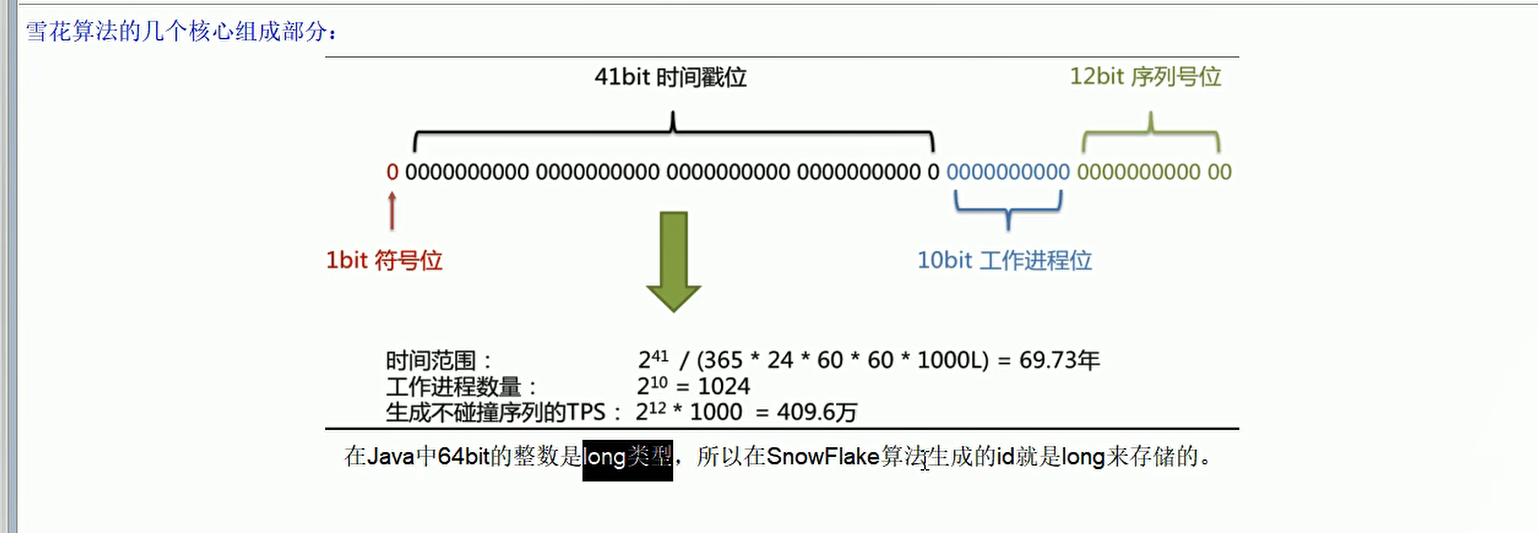 雪花算法的几个核心组成部分：
41bit 时间戳位 12bit 序列号位
0 0000000000 0000000000 0000000000 0000000000 0 0000000000 0000000000 00
1bit 符号位 10bit 工作进程位
时间范围： 2⁴¹ / (365 * 24 * 60 * 60 * 1000L) = 69.73年
工作进程数量： 2¹⁰ = 1024
生成不碰撞序列的TPS： 2¹² * 1000 = 409.6万
在Java中64bit的整数是long类型，所以在SnowFlake算法生成的id就是long来存储的。